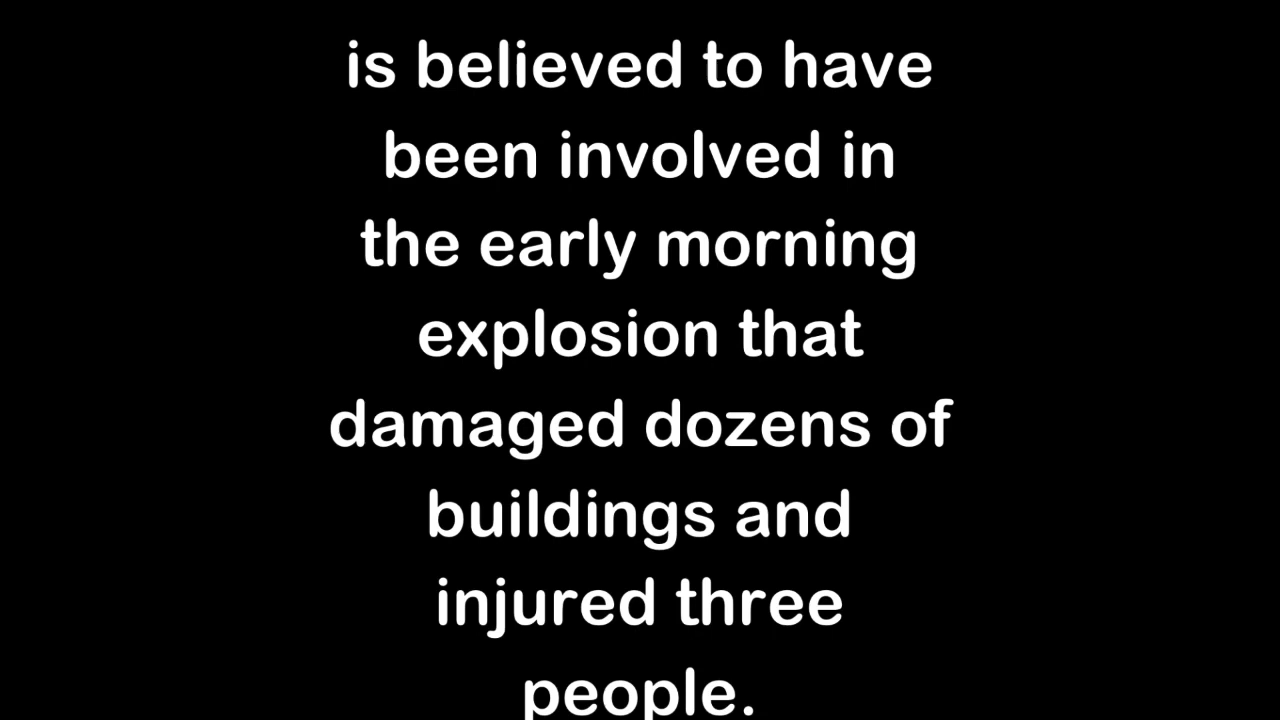 is believed to have
been involved in
the early morning
explosion that
damaged dozens of
buildings and
injured three
people.